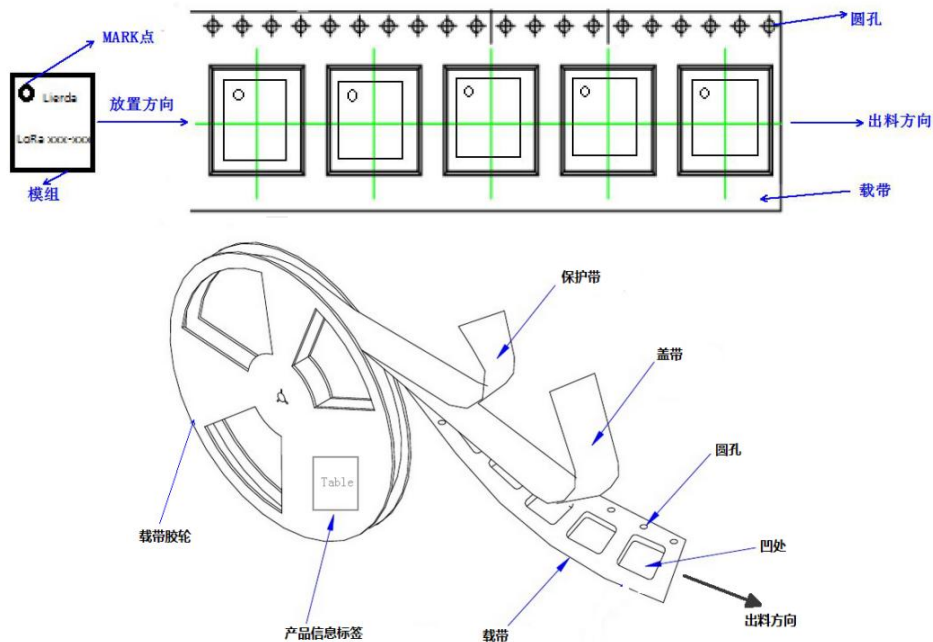 圆孔
MARK点
Lierda
放置方向
出料方向
LoRa xxx-xxx
模组
载带
保护带
盖带
圆孔
Table
载带胶轮
凹处
产品信息标签
载带
出料方向